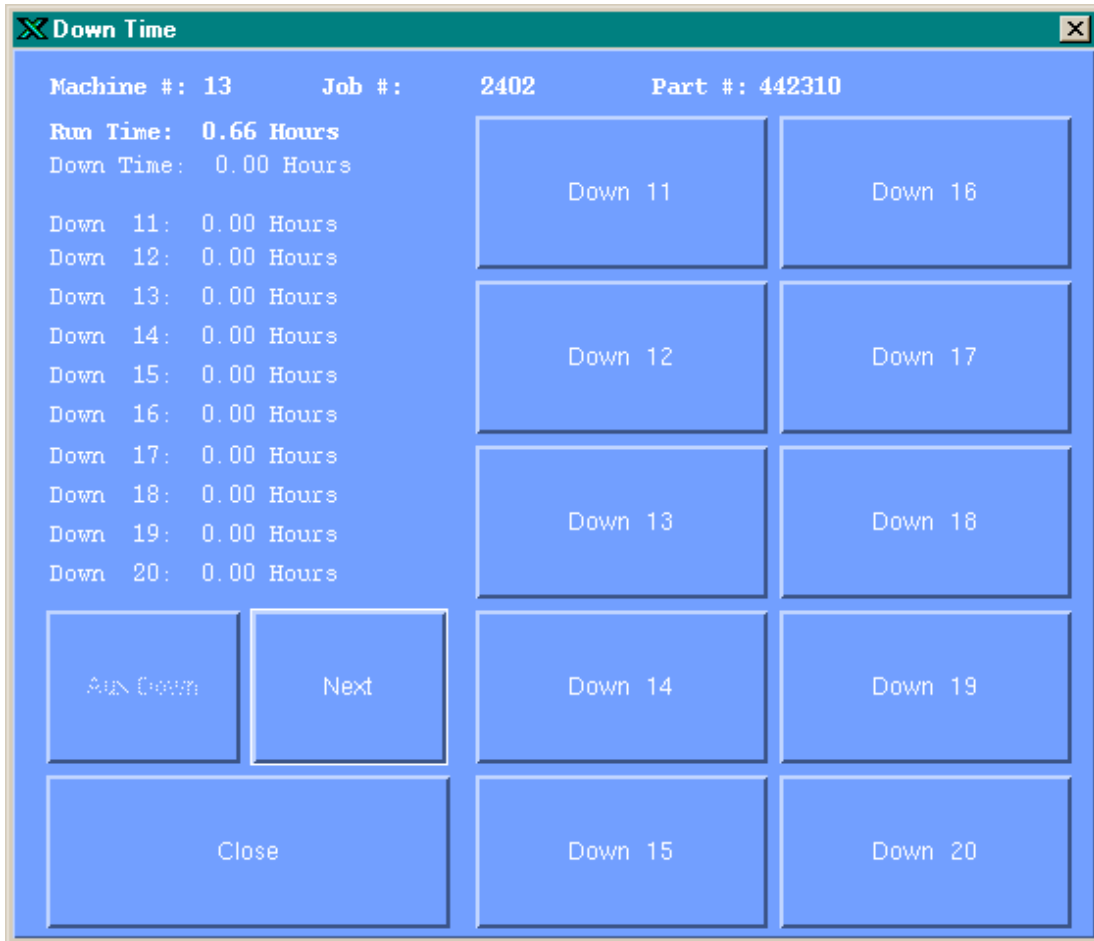 Down Time
Machine #: 13 Job #: 2402 Part #: 442310
Run Time: 0.66 Hours
Down Time: 0.00 Hours
Down 11: 0.00 Hours
Down 12: 0.00 Hours
Down 13: 0.00 Hours
Down 14: 0.00 Hours
Down 15: 0.00 Hours
Down 16: 0.00 Hours
Down 17: 0.00 Hours
Down 18: 0.00 Hours
Down 19: 0.00 Hours
Down 20: 0.00 Hours
Down 11 Down 16
Down 12 Down 17
Down 13 Down 18
Aux Down Next Down 14 Down 19
Close Down 15 Down 20